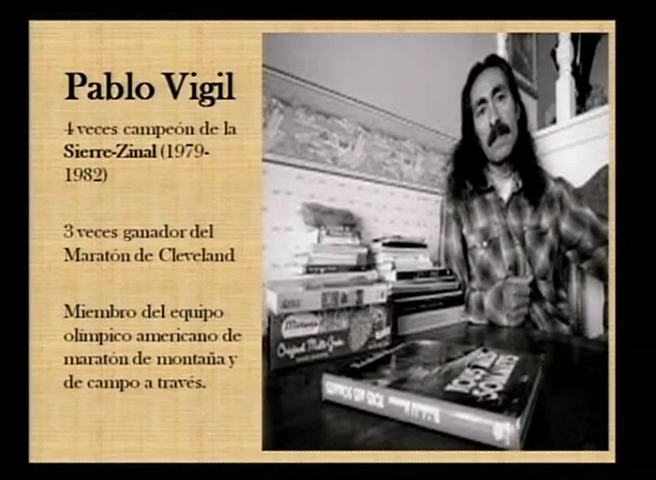 Pablo Vigil
4 veces campeón de la
Sierre-Zinal (1979-
1982)
3 veces ganador del
Maratón de Cleveland
Miembro del equipo
olímpico americano de
maratón de montaña y
de campo a través.